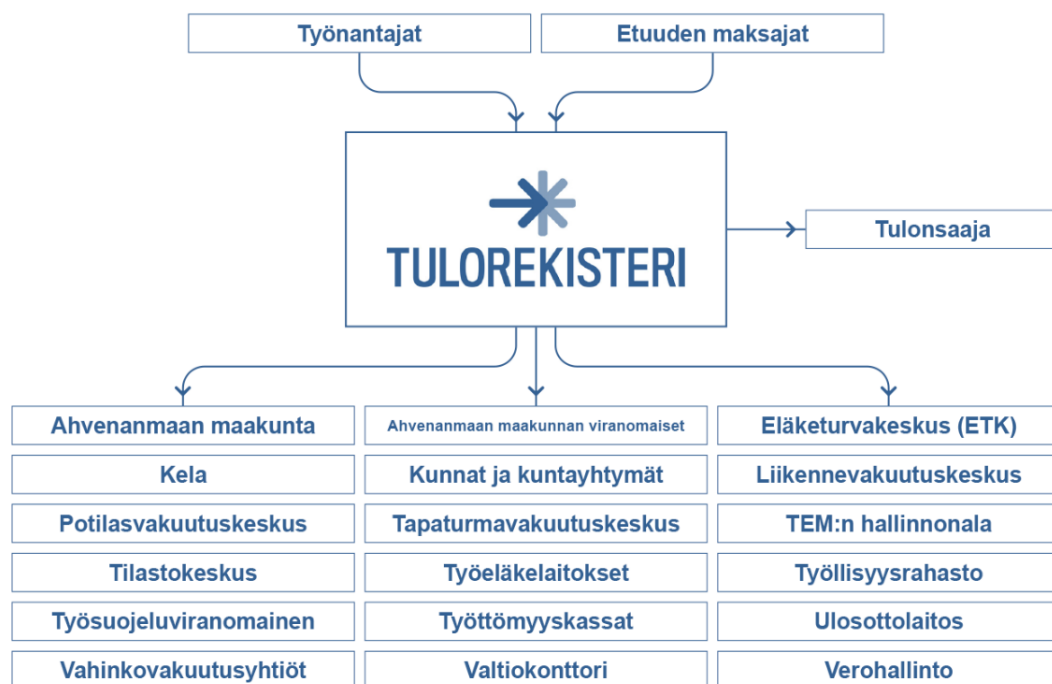 Työnantajat
Etuuden maksajat
TULOREKISTERI
Tulonsaaja
Ahvenanmaan maakunta
Ahvenanmaan maakunnan viranomaiset
Eläketurvakeskus (ETK)
Kela
Kunnat ja kuntayhtymät
Liikennevakuutuskeskus
Potilasvakuutuskeskus
Tapaturmavakuutuskeskus
TEM:n hallinnonala
Tilastokeskus
Työeläkelaitokset
Työllisyysrahasto
Työsuojeluviranomainen
Työttömyyskassat
Ulosottolaitos
Vahinkovakuutusyhtiöt
Valtiokonttori
Verohallinto